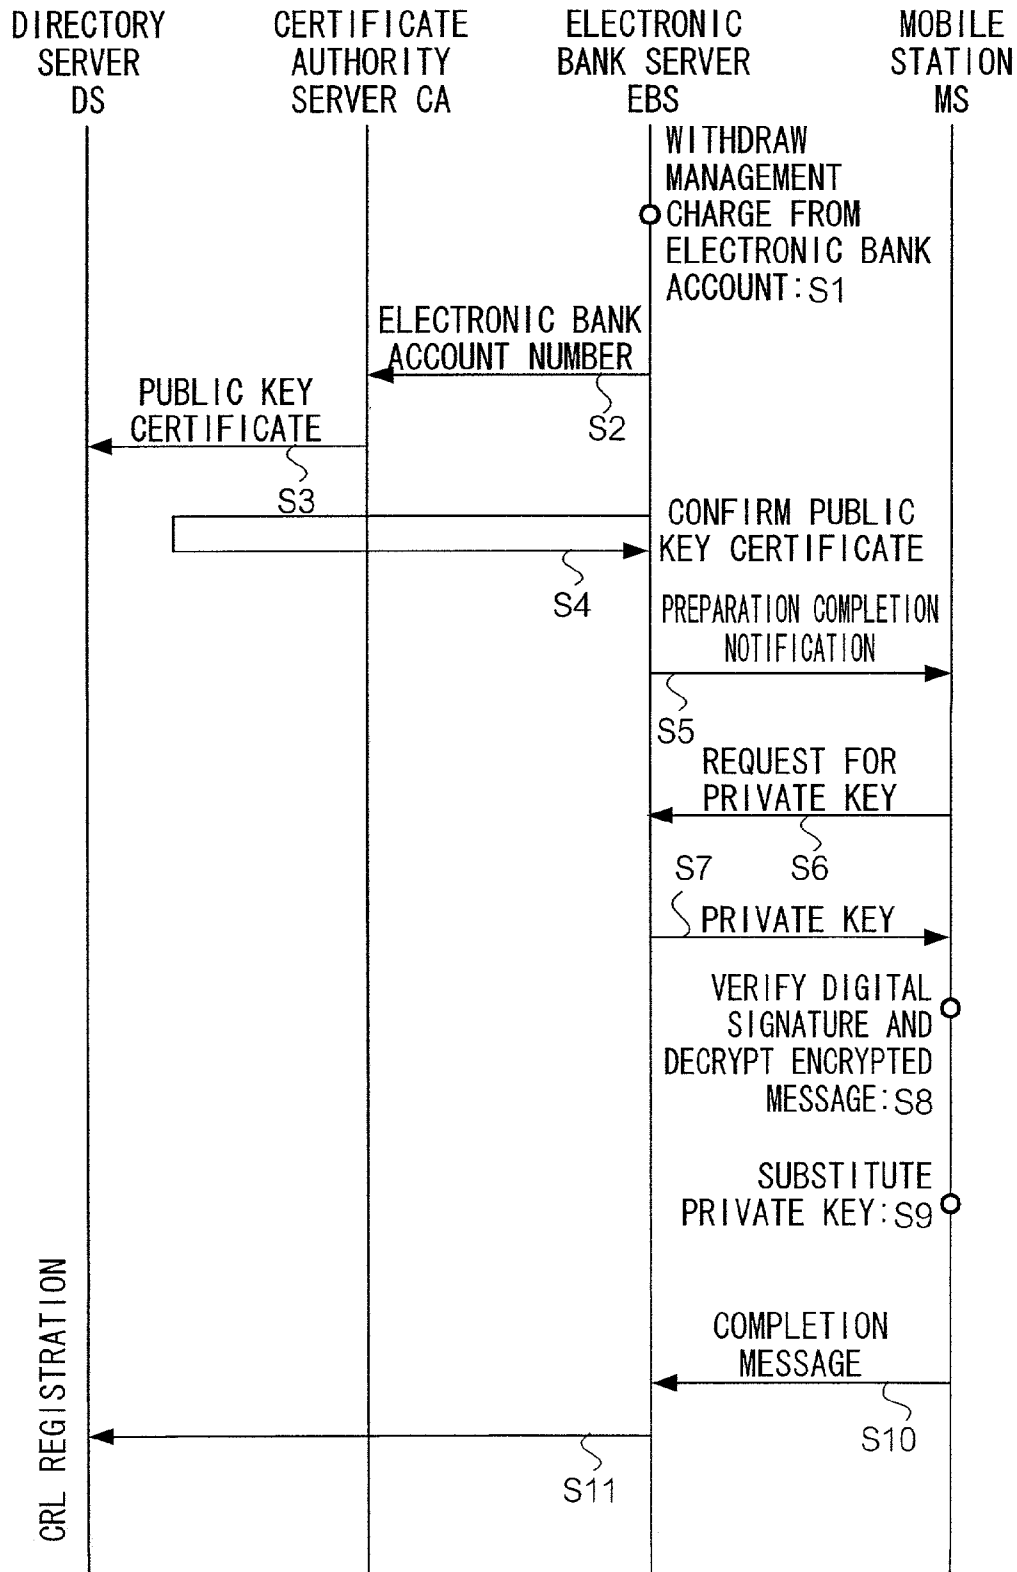 DIRECTORY
SERVER
DS
CERTIFICATE
AUTHORITY
SERVER CA
ELECTRONIC
BANK SERVER
EBS
MOBILE
STATION
MS
WITHDRAW
MANAGEMENT
CHARGE FROM
ELECTRONIC BANK
ACCOUNT:S1
ELECTRONIC BANK
ACCOUNT NUMBER
S2
PUBLIC KEY
CERTIFICATE
S3
CONFIRM PUBLIC
KEY CERTIFICATE
S4
PREPARATION COMPLETION
NOTIFICATION
S5
REQUEST FOR
PRIVATE KEY
S6
S7
PRIVATE KEY
VERIFY DIGITAL
SIGNATURE AND
DECRYPT ENCRYPTED
MESSAGE:S8
SUBSTITUTE
PRIVATE KEY:S9
COMPLETION
MESSAGE
S10
CRL REGISTRATION
S11